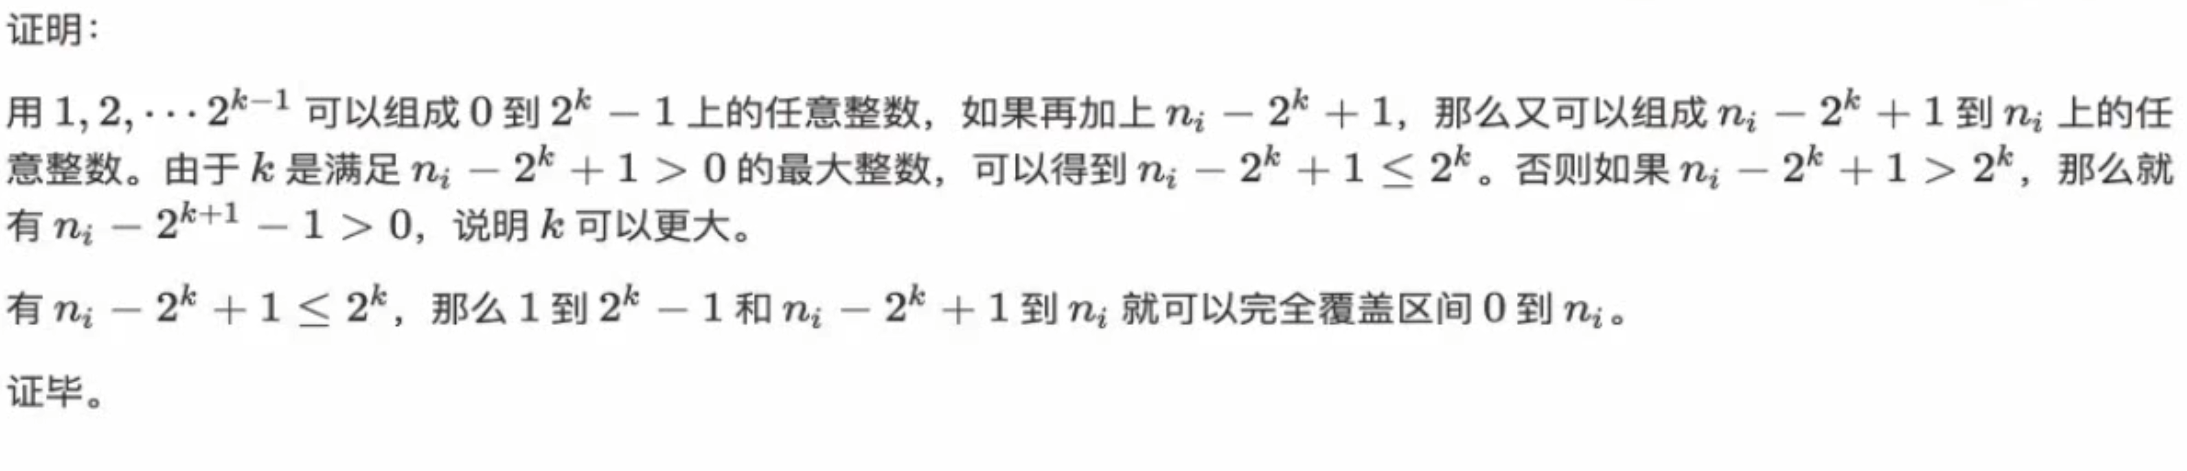 证明：
用 $1, 2, \cdots 2^{k-1}$ 可以组成 $0$ 到 $2^k - 1$ 上的任意整数，如果再加上 $n_i - 2^k + 1$，那么又可以组成 $n_i - 2^k + 1$ 到 $n_i$ 上的任
意整数。由于 $k$ 是满足 $n_i - 2^k + 1 > 0$ 的最大整数，可以得到 $n_i - 2^k + 1 \leq 2^k$。否则如果 $n_i - 2^k + 1 > 2^k$，那么就
有 $n_i - 2^{k+1} - 1 > 0$，说明 $k$ 可以更大。
有 $n_i - 2^k + 1 \leq 2^k$，那么 $1$ 到 $2^k - 1$ 和 $n_i - 2^k + 1$ 到 $n_i$ 就可以完全覆盖区间 $0$ 到 $n_i$。
证毕。